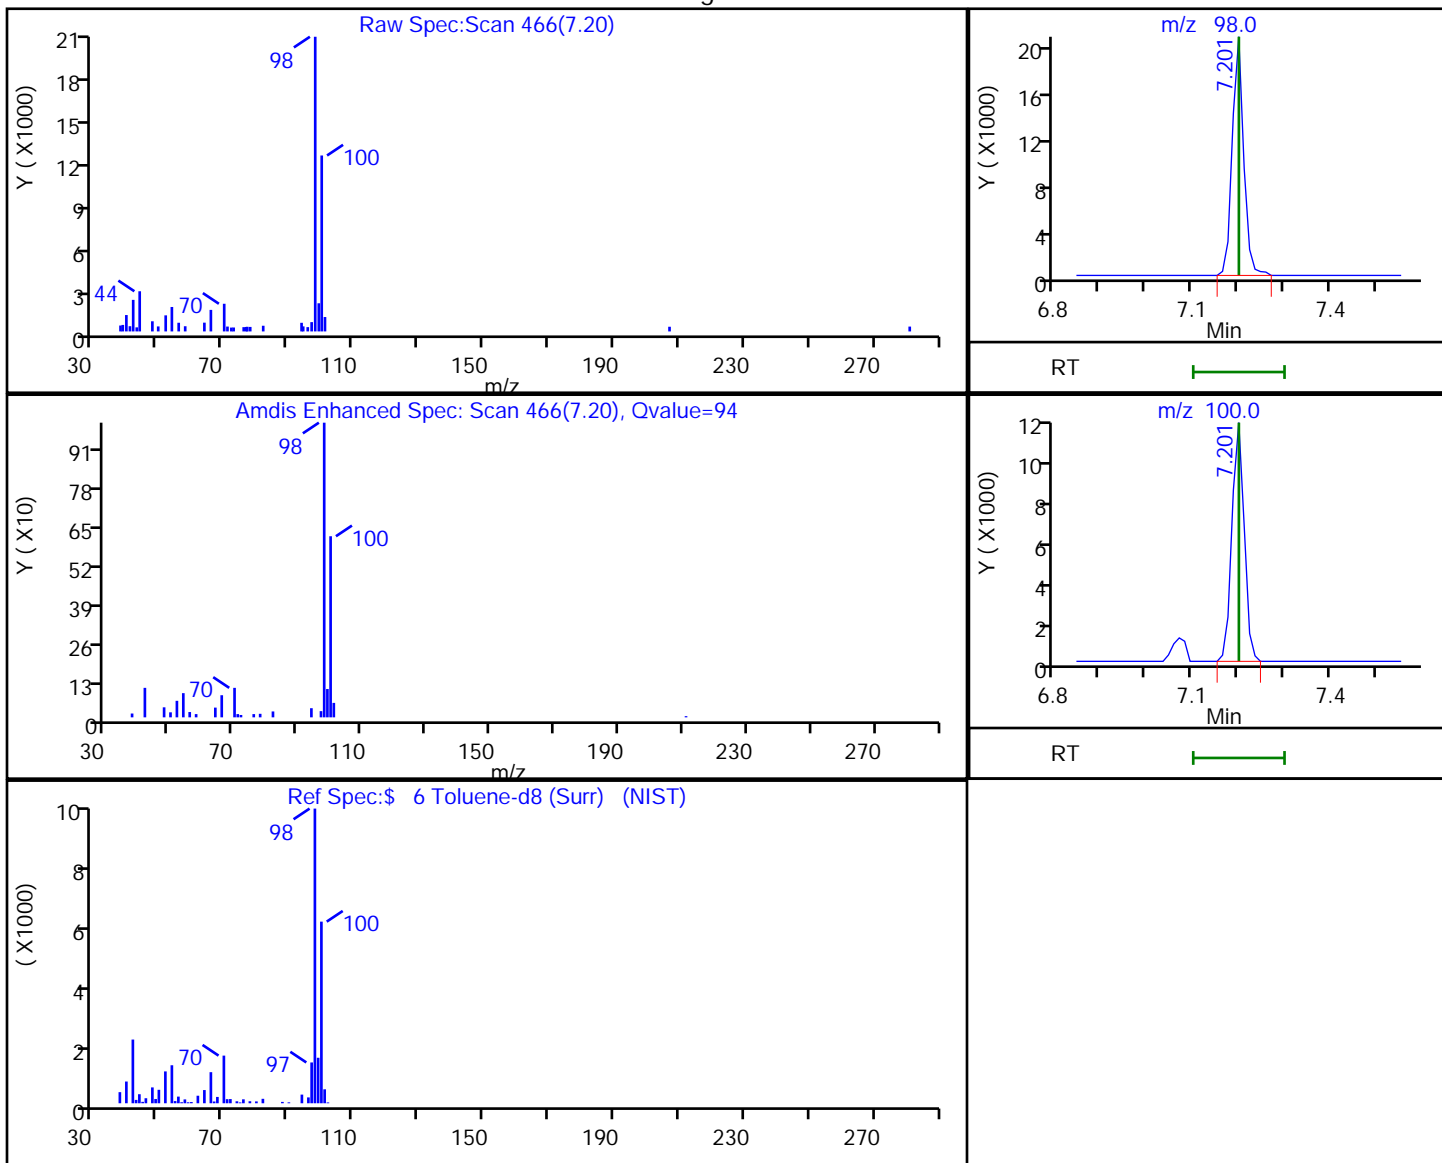 Raw Spec:Scan 466(7.20)
Y ( X1000)
21
18
15
12
9
6
3
0
98
100
44
70
30 70 110 150 190 230 270
m/z
m/z 98.0
Y ( X1000)
20
16
12
8
4
0
7.201
6.8 7.1 7.4
Min
RT
Amdis Enhanced Spec: Scan 466(7.20), Qvalue=94
Y ( X10)
91
78
65
52
39
26
13
0
98
100
70
30 70 110 150 190 230 270
m/z
m/z 100.0
Y ( X1000)
12
10
8
6
4
2
0
7.201
6.8 7.1 7.4
Min
RT
Ref Spec:$ 6 Toluene-d8 (Surr) (NIST)
( X1000)
10
8
6
4
2
0
98
100
70
97
30 70 110 150 190 230 270